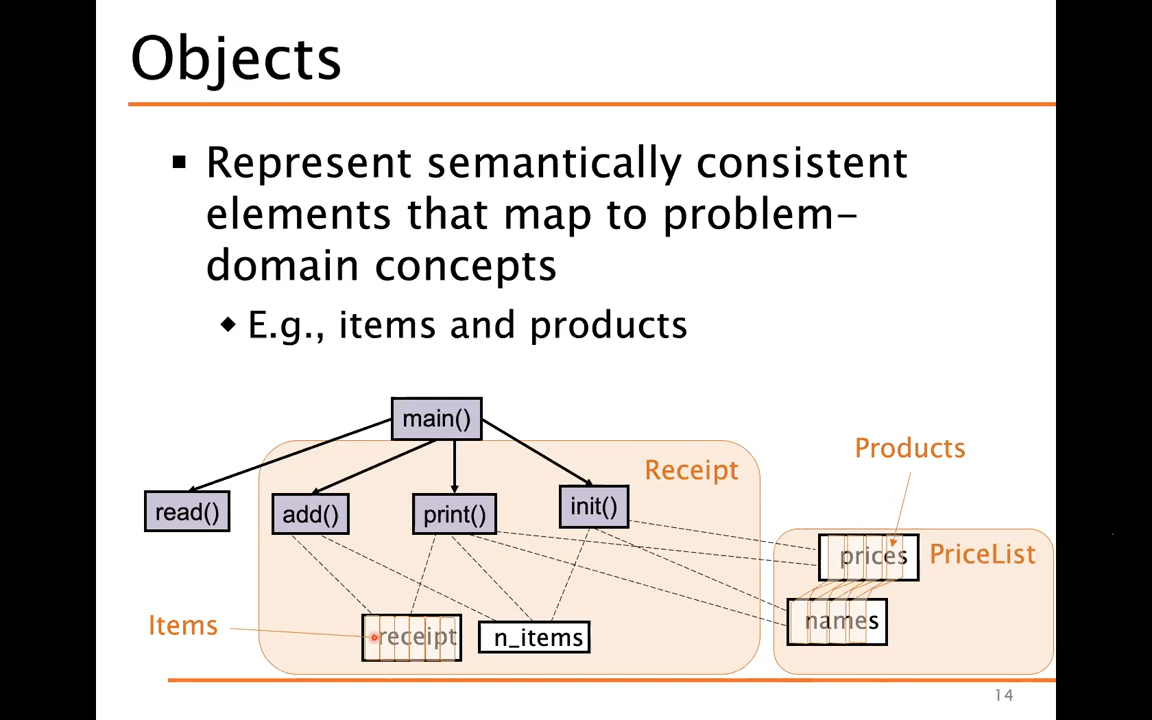 Objects
▪ Represent semantically consistent
elements that map to problem-
domain concepts
◆ E.g., items and products
main()
Products
Receipt
read()
add()
print()
init()
prices
PriceList
names
Items
receipt
n_items
14